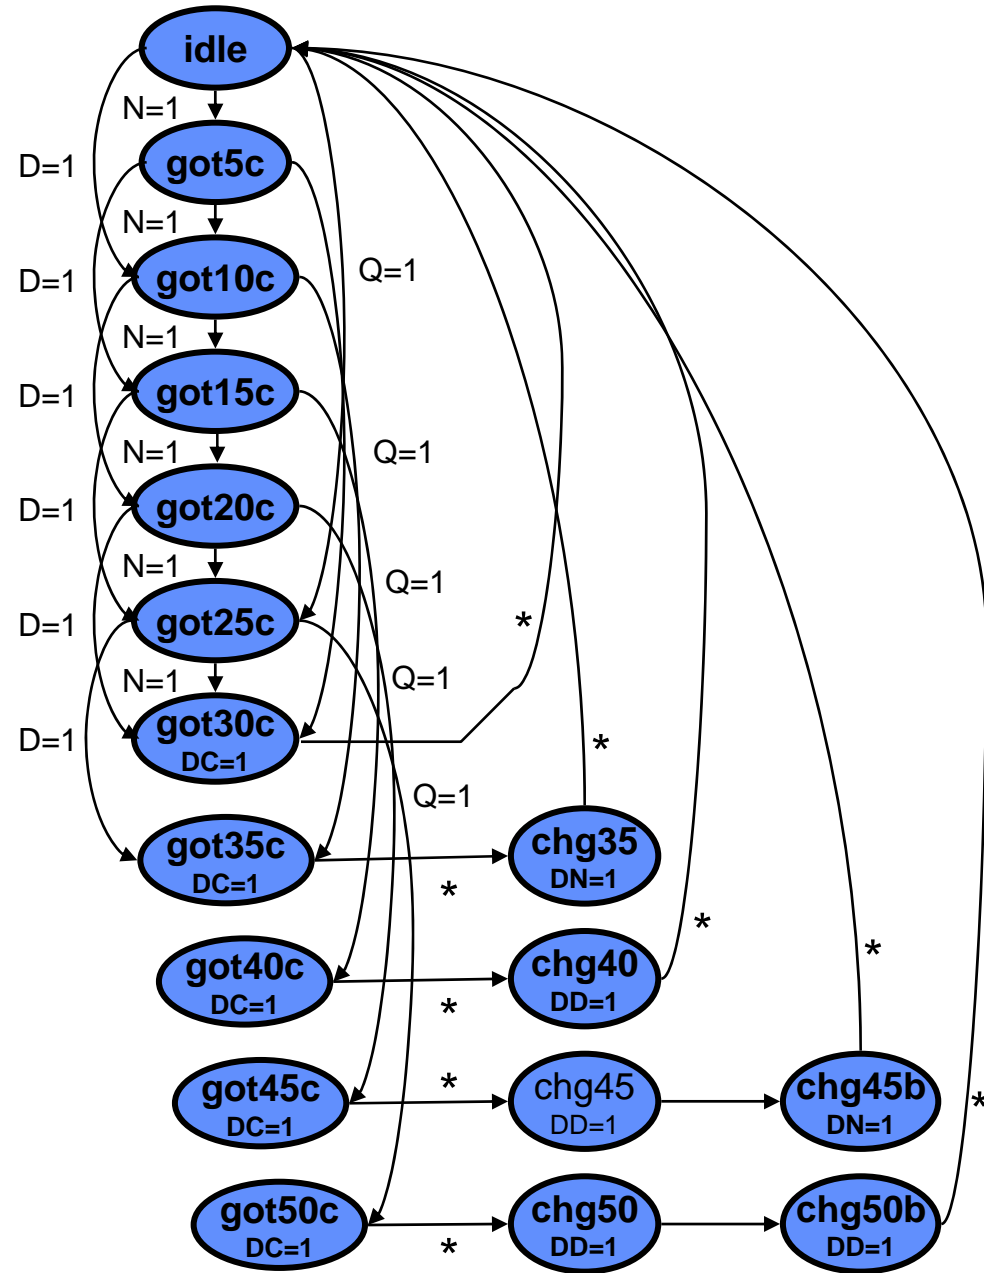 idle
N=1
D=1
got5c
N=1
D=1
got10c
Q=1
N=1
D=1
got15c
N=1
Q=1
D=1
got20c
N=1
Q=1
D=1
got25c
*
N=1
Q=1
D=1
got30c
DC=1
*
Q=1
got35c
DC=1
*
chg35
DN=1
*
*
got40c
DC=1
*
chg40
DD=1
got45c
DC=1
*
chg45
DD=1
chg45b
DN=1
*
got50c
DC=1
*
chg50
DD=1
chg50b
DD=1